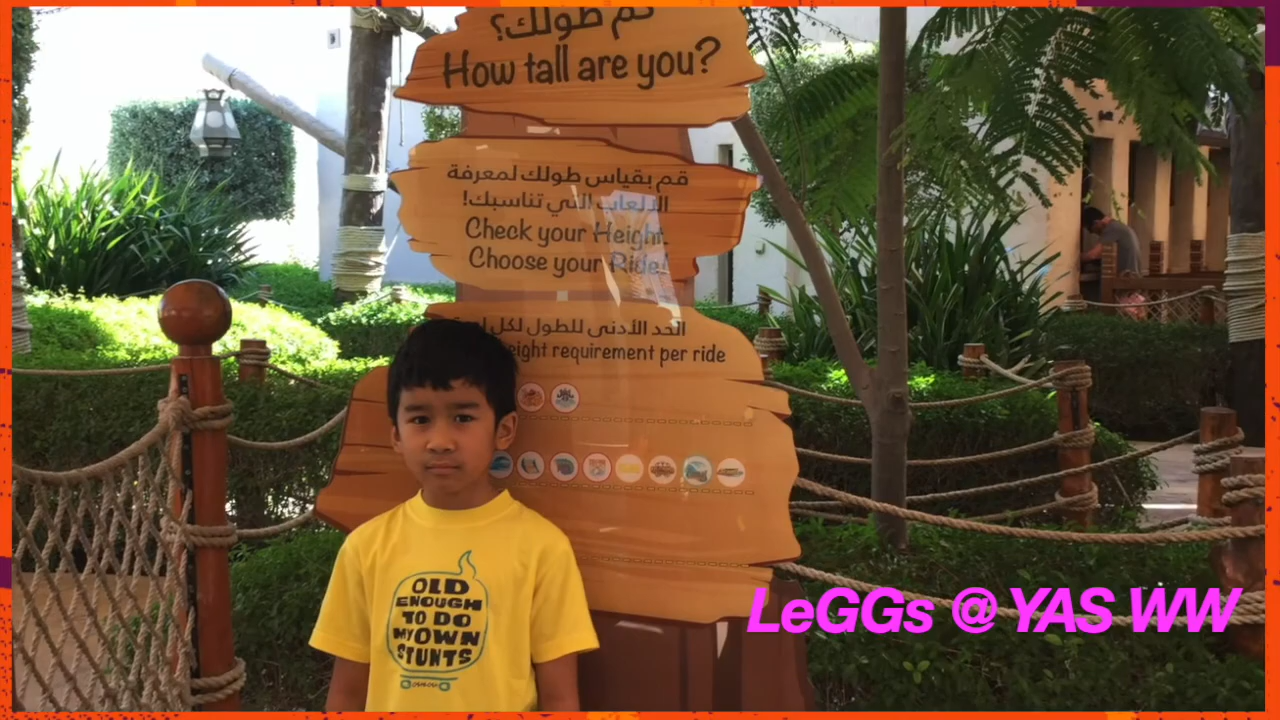 كم طولك؟
How tall are you?
قم بقياس طولك لمعرفة
الالعاب التي تناسبك!
Check your Height.
Choose your Ride!
الحد الأدنى للطول لكل
eight requirement per ride
OLD
ENOUGH
TO DO
MY OWN
STUNTS
LeGGs @ YAS WW